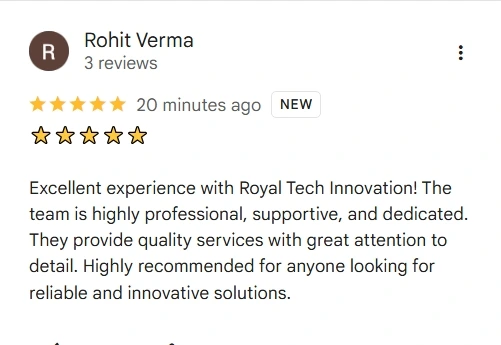 R
Rohit Verma
3 reviews
20 minutes ago NEW
Excellent experience with Royal Tech Innovation! The
team is highly professional, supportive, and dedicated.
They provide quality services with great attention to
detail. Highly recommended for anyone looking for
reliable and innovative solutions.